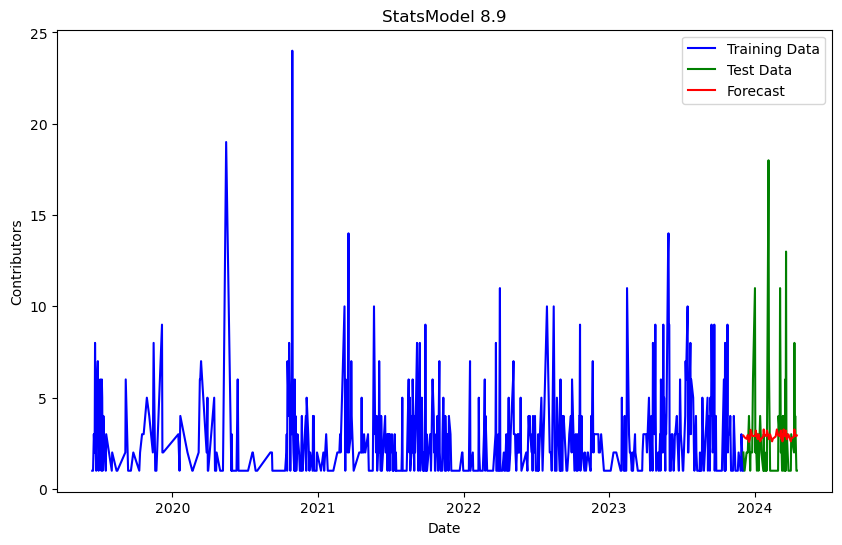 StatsModel 8.9
Training Data
Test Data
Forecast
25
20
15
10
5
0
Contributors
2020 2021 2022 2023 2024
Date